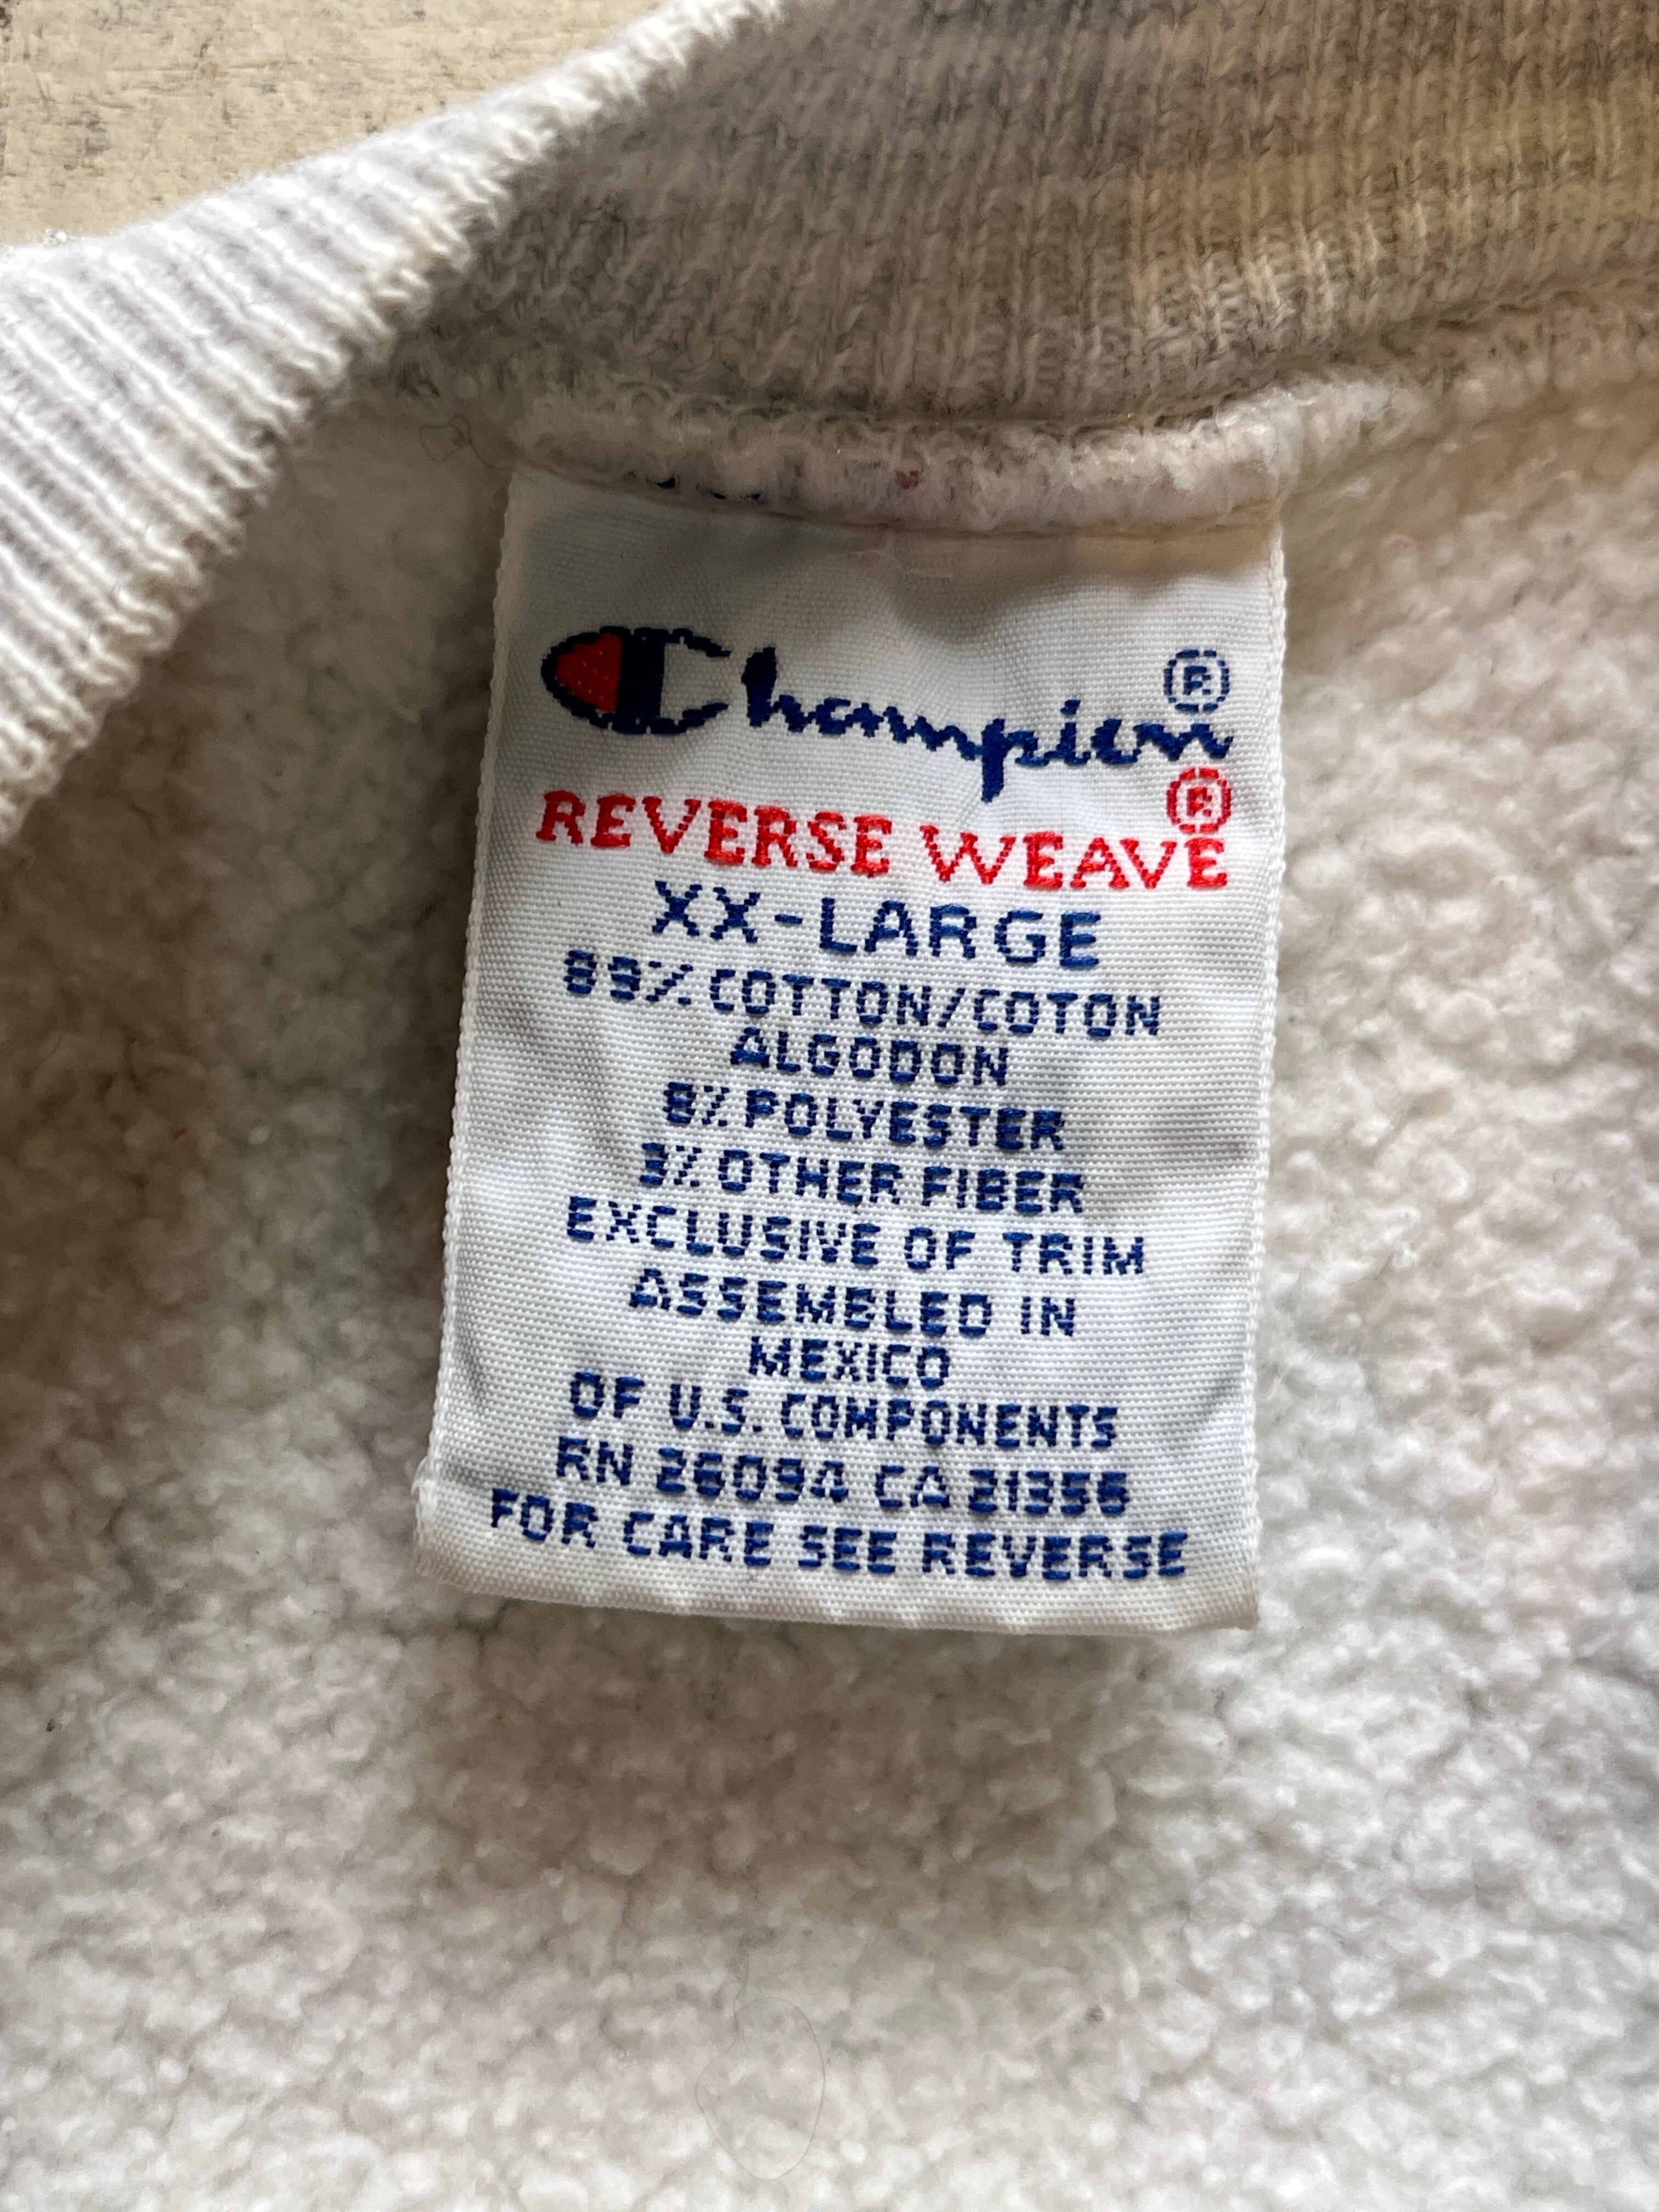 Champion®
REVERSE WEAVE®
XX-LARGE
89% COTTON/COTON
ALGODON
8% POLYESTER
3% OTHER FIBER
EXCLUSIVE OF TRIM
ASSEMBLED IN
MEXICO
OF U.S. COMPONENTS
RN 26094 CA 21356
FOR CARE SEE REVERSE